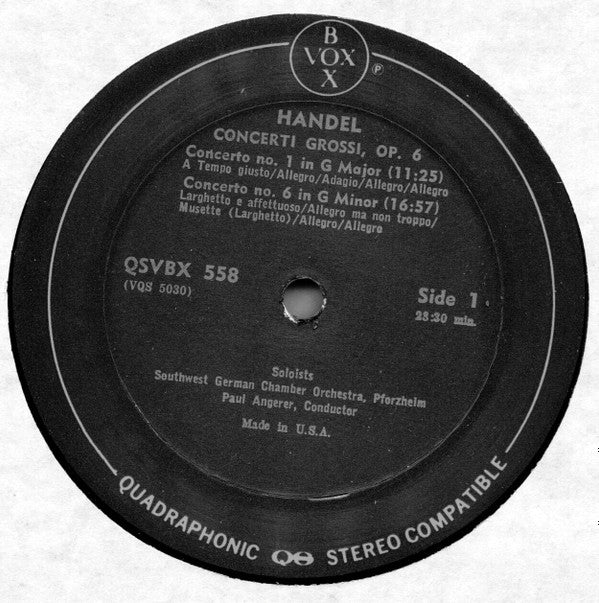 B
VOX
X
℗
HANDEL
CONCERTI GROSSI, OP. 6
Concerto no. 1 in G Major (11:25)
A Tempo giusto/Allegro/Adagio/Allegro/Allegro
Concerto no. 6 in G Minor (16:57)
Larghetto e affettuoso/Allegro ma non troppo/
Musette (Larghetto)/Allegro/Allegro
QSVBX 558
(VQS 5030)
Side 1
28:30 min.
Soloists
Southwest German Chamber Orchestra, Pforzheim
Paul Angerer, Conductor
Made in U.S.A.
QUADRAPHONIC QS STEREO COMPATIBLE